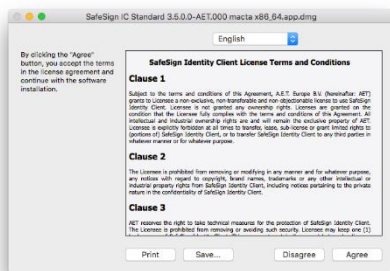 SafeSign IC Standard 3.5.0.0-AET.000 macta x86_64.app.dmg
English
By clicking the "Agree"
button, you accept the terms
in the license agreement and
continue with the software
installation.
SafeSign Identity Client License Terms and Conditions
Clause 1
Subject to the terms and conditions of this Agreement, A.E.T. Europe B.V. (hereinafter: AET)
grants to Licensee a non-exclusive, non-transferable and non-objectionable license to use SafeSign
Identity Client. Licensee is not granted any ownership rights. Licenses are granted on the
condition that the Licensee fully complies with the terms and conditions of this Agreement. All
intellectual and industrial ownership rights are and will remain the exclusive property of AET.
Licensee is explicitly forbidden at all times to transfer, lease, sub-license or grant limited rights to
(portions of) SafeSign Identity Client, or to transfer SafeSign Identity Client to any third parties in
whatever manner or for whatever purpose.
Clause 2
The Licensee is prohibited from removing or modifying in any manner and for whatever purpose,
any notices with regard to copyright, brand names, trademarks or any other intellectual or
industrial property rights from SafeSign Identity Client, including notices pertaining to the private
nature in the confidentiality of SafeSign Identity Client.
Clause 3
AET reserves the right to take technical measures for the protection of SafeSign Identity Client.
The Licensee is prohibited from removing or avoiding such security. Licensee may keep one (1)
Print
Save...
Disagree
Agree